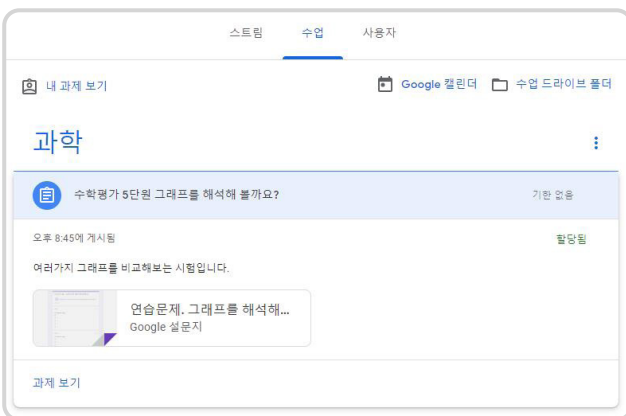 스트림 수업 사용자
내 과제 보기 Google 캘린더 수업 드라이브 폴더
과학
수학평가 5단원 그래프를 해석해 볼까요? 기한 없음
오후 8:45에 게시됨 할당됨
여러가지 그래프를 비교해보는 시험입니다.
연습문제. 그래프를 해석해...
Google 설문지
과제 보기